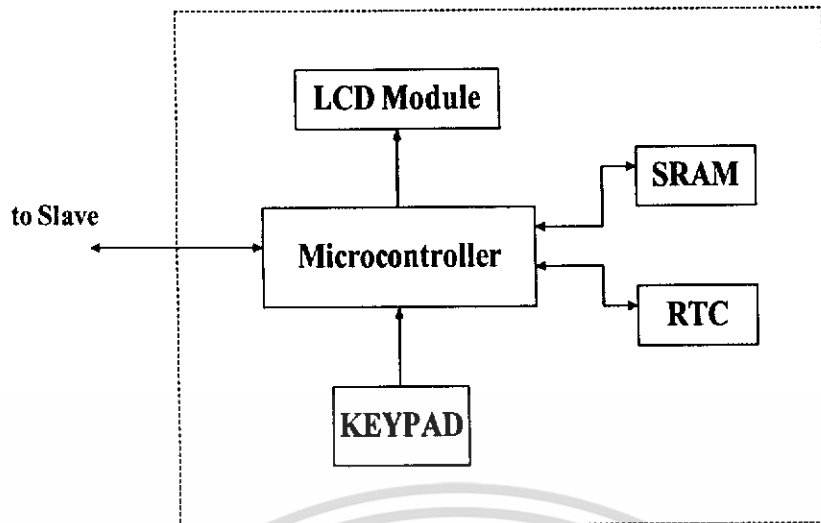 LCD Module
SRAM
to Slave
Microcontroller
RTC
KEYPAD